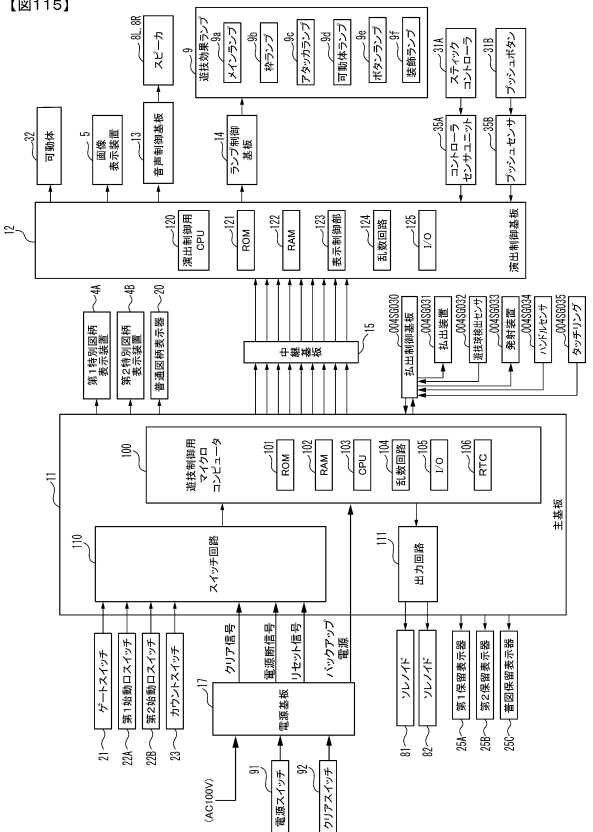 【図115】
32
可動体
5
画像
表示装置
8L、8R
スピーカ
13
音声制御基板
9
遊技効果ランプ
9a
メインランプ
9b
枠ランプ
9c
アタッカランプ
9d
可動体ランプ
9e
ボタンランプ
9f
装飾ランプ
14
ランプ制御
基板
31A
スティック
コントローラ
35A
コントローラ
センサユニット
31B
プッシュボタン
35B
プッシュセンサ
12
120
演出制御用
CPU
121
ROM
122
RAM
123
表示制御部
124
乱数回路
125
I/O
演出制御基板
4A
第1特別図柄
表示装置
4B
第2特別図柄
表示装置
20
普通図柄表示器
15
中継基板
004SG030
払出制御基板
004SG031
払出装置
004SG032
遊技球検出センサ
004SG033
発射装置
004SG034
ハンドルセンサ
004SG035
タッチリング
11
100
遊技制御用
マイクロ
コンピュータ
101
ROM
102
RAM
103
CPU
104
乱数回路
105
I/O
106
RTC
主基板
110
スイッチ回路
111
出力回路
21
ゲートスイッチ
22A
第1始動口スイッチ
22B
第2始動口スイッチ
23
カウントスイッチ
クリア信号
電源断信号
リセット信号
バックアップ
電源
17
電源基板
(AC100V)
91
電源スイッチ
92
クリアスイッチ
81
ソレノイド
82
ソレノイド
25A
第1保留表示器
25B
第2保留表示器
25C
普図保留表示器